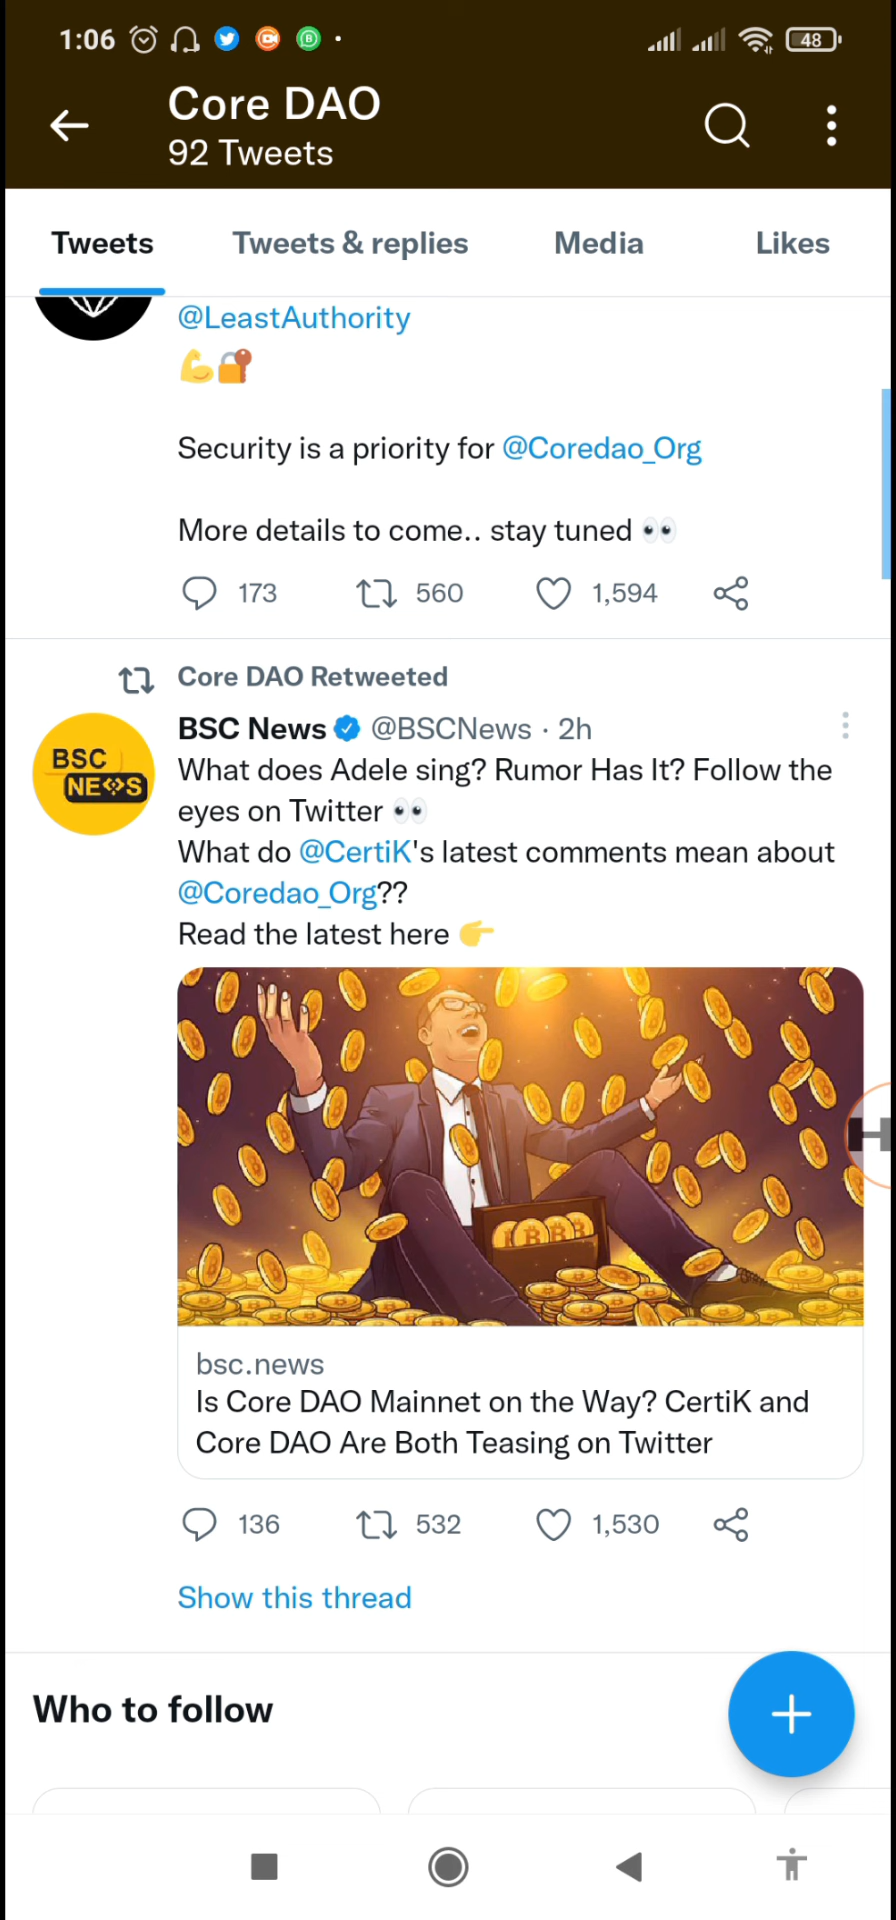 1:06
48
Core DAO
92 Tweets
Tweets
Tweets & replies
Media
Likes
@LeastAuthority
💪🔐
Security is a priority for @Coredao_Org
More details to come.. stay tuned 👀
173
560
1,594
Core DAO Retweeted
BSC News @BSCNews · 2h
BSC
NEWS
What does Adele sing? Rumor Has It? Follow the
eyes on Twitter 👀
What do @CertiK's latest comments mean about
@Coredao_Org??
Read the latest here 👉
bsc.news
Is Core DAO Mainnet on the Way? CertiK and
Core DAO Are Both Teasing on Twitter
136
532
1,530
Show this thread
Who to follow